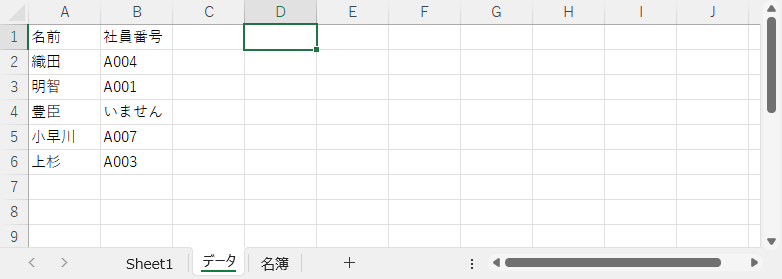 A B C D E F G H I J
1 名前 社員番号
2 織田 A004
3 明智 A001
4 豊臣 いません
5 小早川 A007
6 上杉 A003
7
8
9
Sheet1 データ 名簿